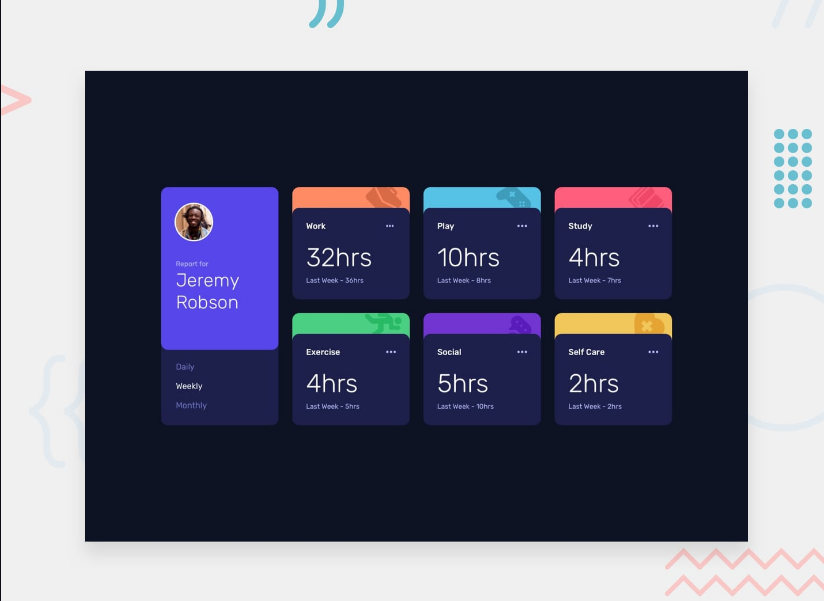 Report for
Jeremy
Robson
Daily
Weekly
Monthly
Work
32hrs
Last Week - 36hrs
Play
10hrs
Last Week - 8hrs
Study
4hrs
Last Week - 7hrs
Exercise
4hrs
Last Week - 5hrs
Social
5hrs
Last Week - 10hrs
Self Care
2hrs
Last Week - 2hrs